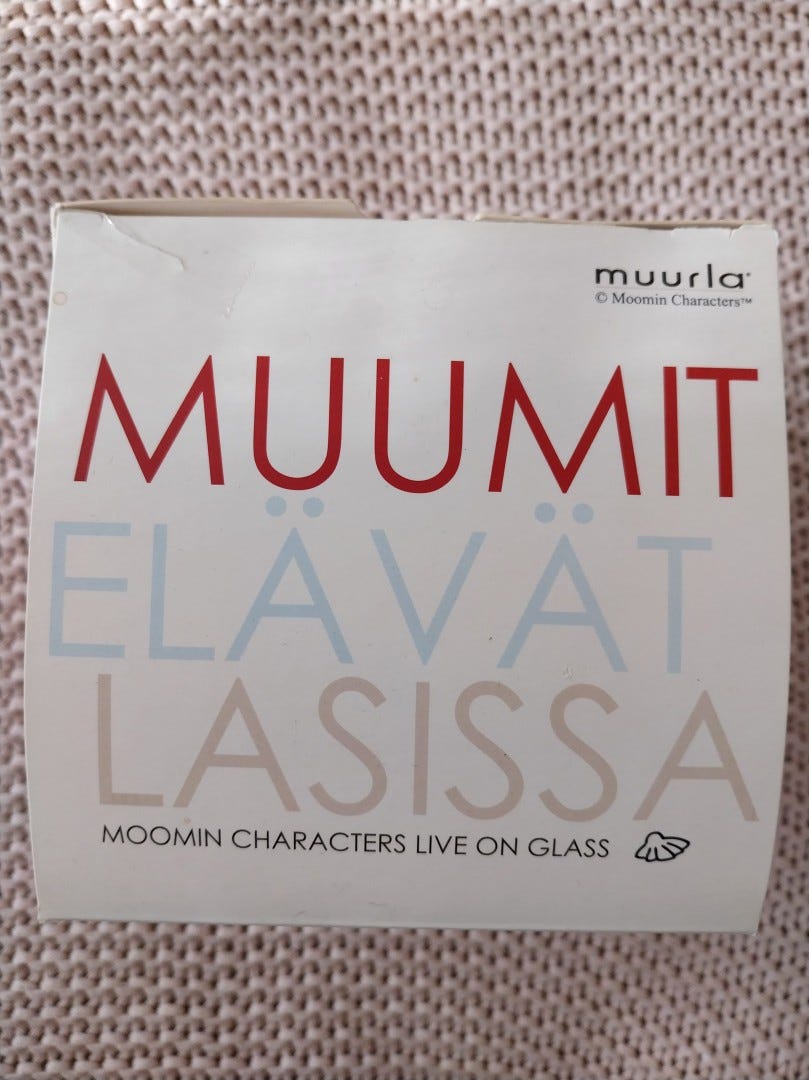 muurla®
© Moomin Characters™
MUUMIT
ELÄVÄT
LASISSA
MOOMIN CHARACTERS LIVE ON GLASS